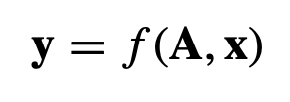 𝐲 = 𝑓(𝐀, 𝐱)